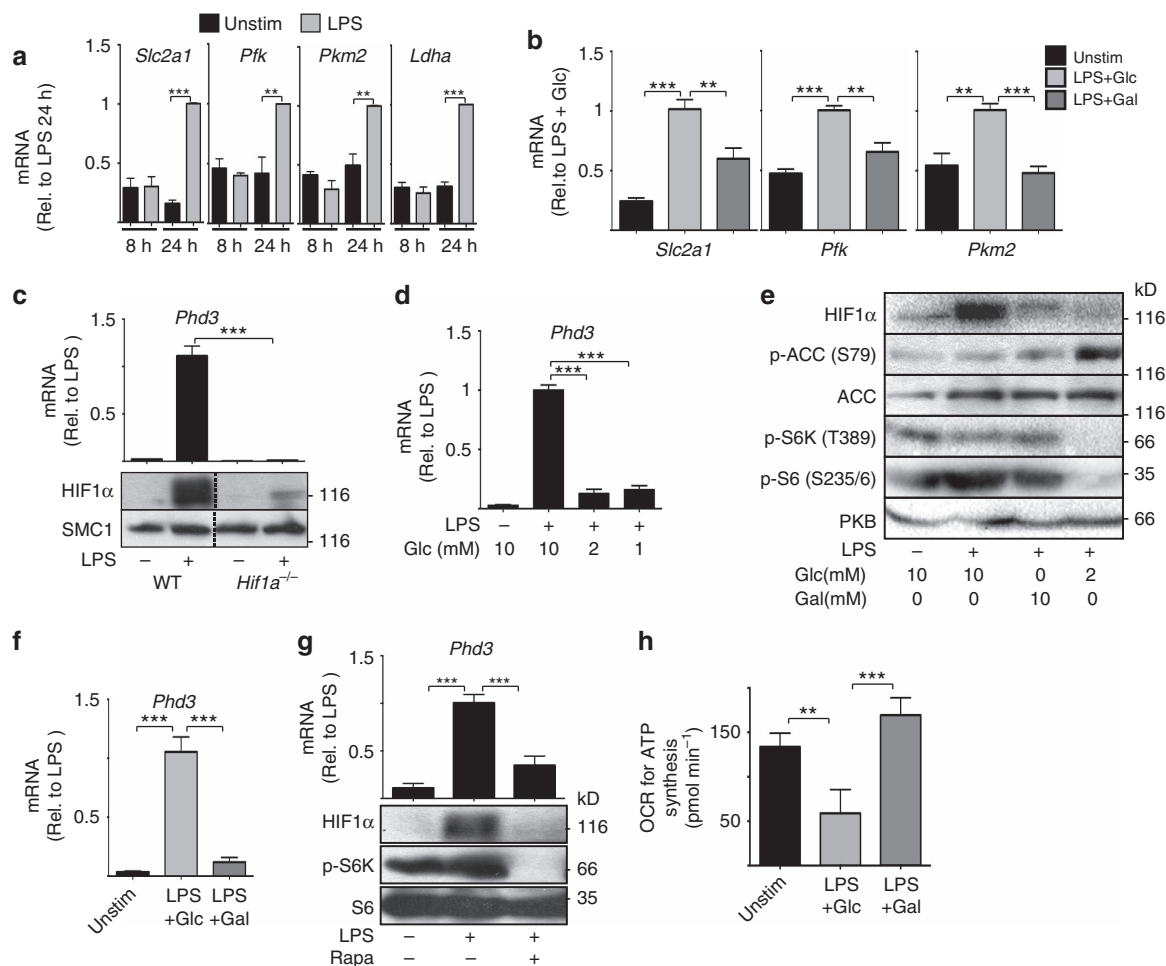 Unstim LPS
a
mRNA
(Rel. to LPS 24 h)
1.5
1
0.5
Slc2a1 Pfk Pkm2 Ldha
*** ** ** ***
8 h 24 h 8 h 24 h 8 h 24 h 8 h 24 h
b
mRNA
(Rel.to LPS + Glc)
1.5
1
0.5
*** ** *** ** ** ***
Slc2a1 Pfk Pkm2
Unstim
LPS+Glc
LPS+Gal
c
Phd3
mRNA
(Rel. to LPS)
1.5
1
0.5
***
HIF1α 116
SMC1 116
LPS – + – +
WT Hif1a–/–
d
Phd3
mRNA
(Rel. to LPS)
1.5
1
0.5
***
***
LPS – + + +
Glc (mM) 10 10 2 1
e
kD
HIF1α 116
p-ACC (S79)
116
ACC
116
p-S6K (T389) 66
p-S6 (S235/6) 35
PKB 66
LPS – + + +
Glc(mM) 10 10 0 2
Gal(mM) 0 0 10 0
f
Phd3
mRNA
(Rel. to LPS)
1.5
1
0.5
*** ***
Unstim LPS +Glc LPS +Gal
g
Phd3
mRNA
(Rel. to LPS )
1.5
1
0.5
*** ***
kD
HIF1α 116
p-S6K 66
S6 35
LPS – + +
Rapa – – +
h
OCR for ATP
synthesis
(pmol min–1)
150
50
** ***
Unstim LPS +Glc LPS +Gal